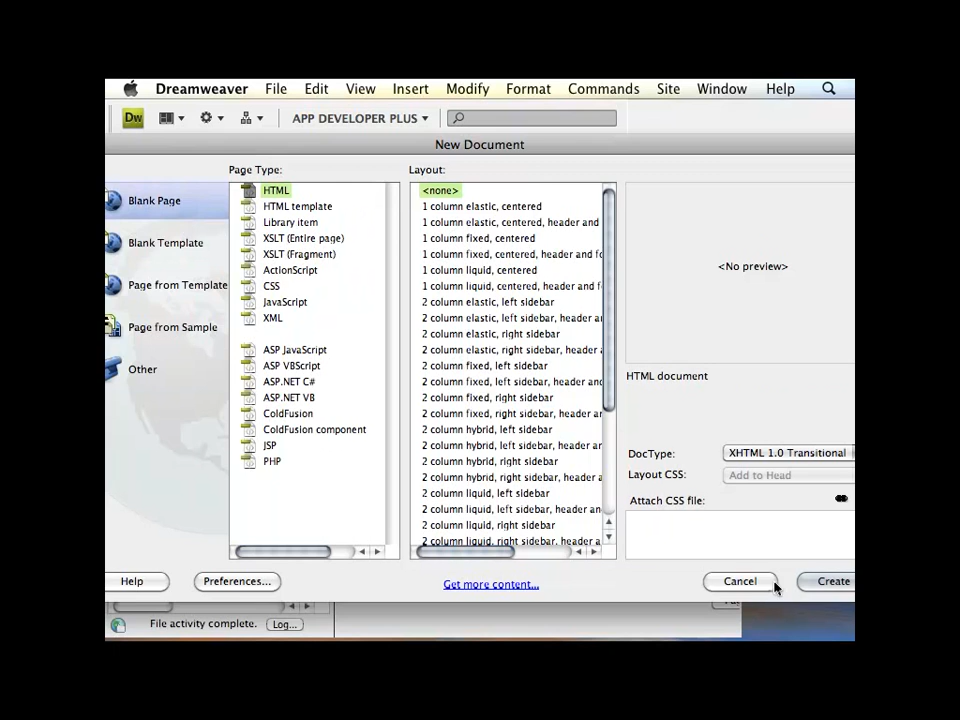 Dreamweaver File Edit View Insert Modify Format Commands Site Window Help
Dw APP DEVELOPER PLUS
New Document
Page Type:
Layout:
Blank Page
Blank Template
Page from Template
Page from Sample
Other
HTML
HTML template
Library item
XSLT (Entire page)
XSLT (Fragment)
ActionScript
CSS
JavaScript
XML
ASP JavaScript
ASP VBScript
ASP.NET C#
ASP.NET VB
ColdFusion
ColdFusion component
JSP
PHP
<none>
1 column elastic, centered
1 column elastic, centered, header and
1 column fixed, centered
1 column fixed, centered, header and fo
1 column liquid, centered
1 column liquid, centered, header and f
2 column elastic, left sidebar
2 column elastic, left sidebar, header an
2 column elastic, right sidebar
2 column elastic, right sidebar, header a
2 column fixed, left sidebar
2 column fixed, left sidebar, header and
2 column fixed, right sidebar
2 column fixed, right sidebar, header an
2 column hybrid, left sidebar
2 column hybrid, left sidebar, header an
2 column hybrid, right sidebar
2 column hybrid, right sidebar, header a
2 column liquid, left sidebar
2 column liquid, left sidebar, header an
2 column liquid, right sidebar
2 column liquid, right sidebar, header a
<No preview>
HTML document
DocType: XHTML 1.0 Transitional
Layout CSS: Add to Head
Attach CSS file:
Help
Preferences...
Get more content...
Cancel
Create
File activity complete. Log...